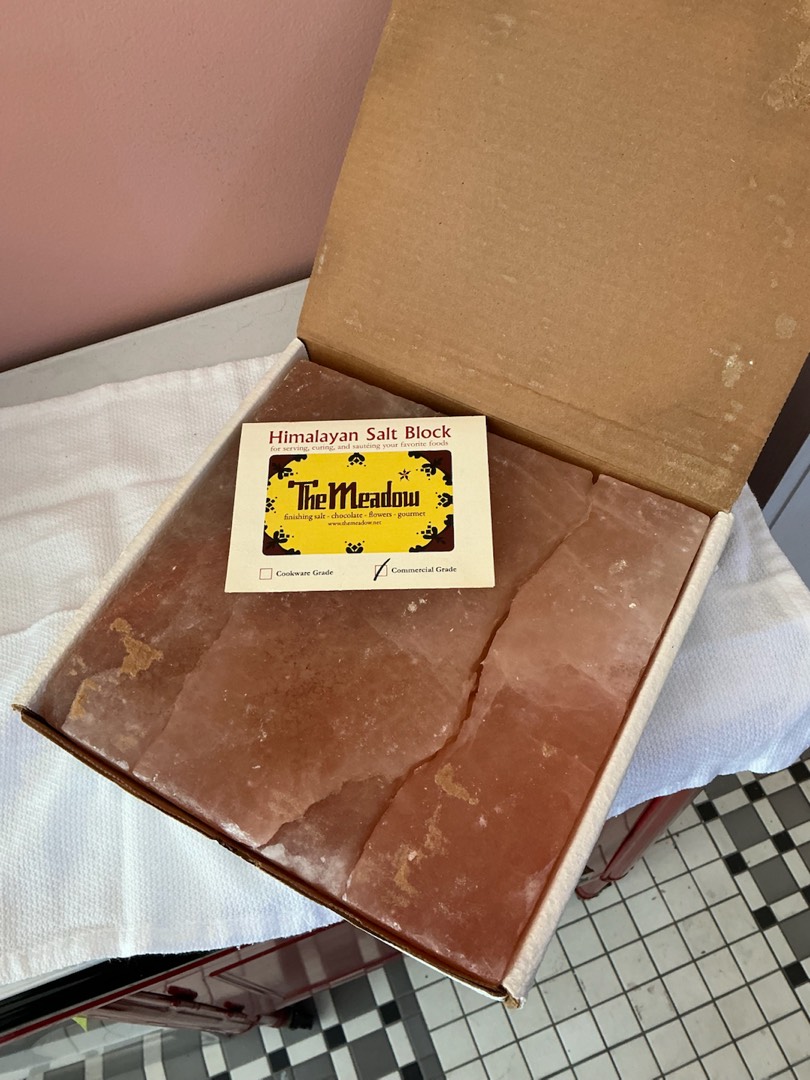 Himalayan Salt Block
for serving, curing, and sautéing your favorite foods
The Meadow
finishing salt - chocolate - flowers - gourmet
www.themeadow.net
Cookware Grade
Commercial Grade